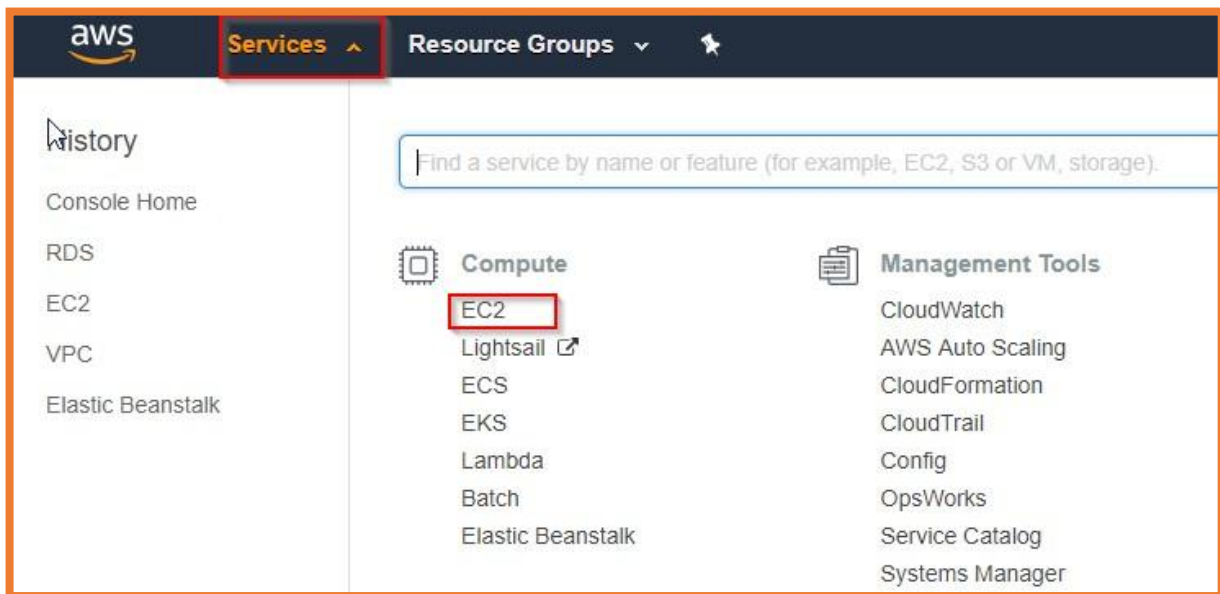 aws Services Resource Groups
History
Console Home
RDS
EC2
VPC
Elastic Beanstalk
Find a service by name or feature (for example, EC2, S3 or VM, storage).
Compute
EC2
Lightsail
ECS
EKS
Lambda
Batch
Elastic Beanstalk
Management Tools
CloudWatch
AWS Auto Scaling
CloudFormation
CloudTrail
Config
OpsWorks
Service Catalog
Systems Manager